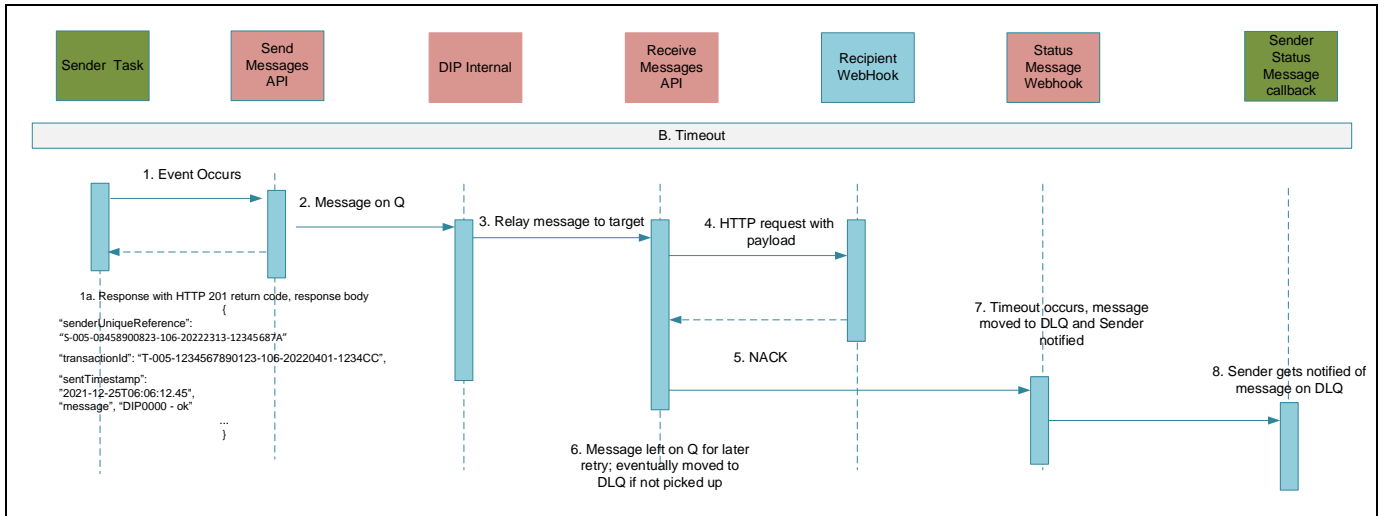 Sender Task
Send
Messages
API
DIP Internal
Receive
Messages
API
Recipient
WebHook
Status
Message
Webhook
Sender
Status
Message
callback
B. Timeout
1. Event Occurs
2. Message on Q
3. Relay message to target
4. HTTP request with
payload
1a. Response with HTTP 201 return code, response body
{
“senderUniqueReference”:
“S-005-03458900823-106-20222313-12345687A”
“transactionId”: “T-005-1234567890123-106-20220401-1234CC”,
“sentTimestamp”:
”2021-12-25T06:06:12.45”,
“message”, “DIP0000 - ok”
...
}
5. NACK
6. Message left on Q for later
retry; eventually moved to
DLQ if not picked up
7. Timeout occurs, message
moved to DLQ and Sender
notified
8. Sender gets notified of
message on DLQ